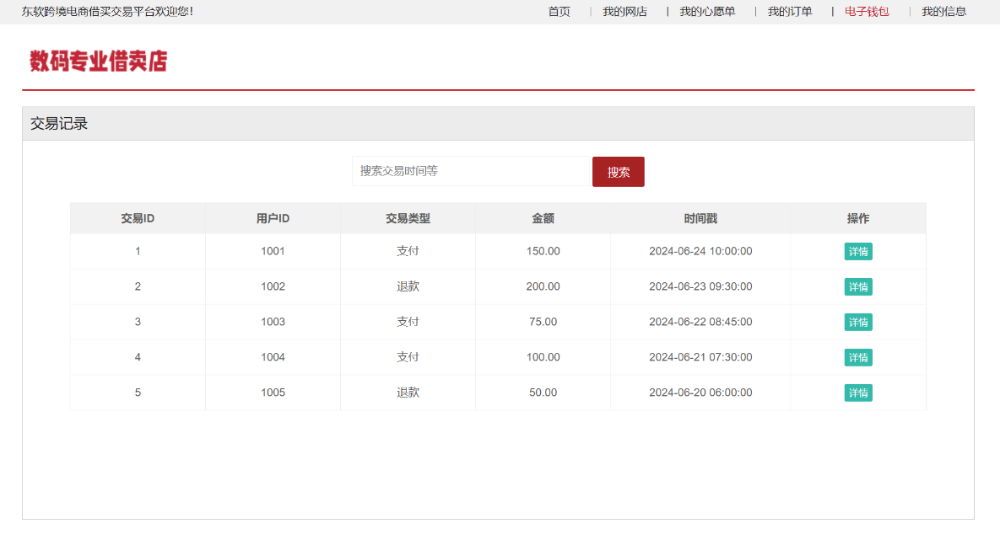 东软跨境电商借买交易平台欢迎您! 首页 | 我的网店 | 我的心愿单 | 我的订单 | 电子钱包 | 我的信息
数码专业借卖店
交易记录
搜索交易时间等 搜索
交易ID 用户ID 交易类型 金额 时间戳 操作
1 1001 支付 150.00 2024-06-24 10:00:00 详情
2 1002 退款 200.00 2024-06-23 09:30:00 详情
3 1003 支付 75.00 2024-06-22 08:45:00 详情
4 1004 支付 100.00 2024-06-21 07:30:00 详情
5 1005 退款 50.00 2024-06-20 06:00:00 详情